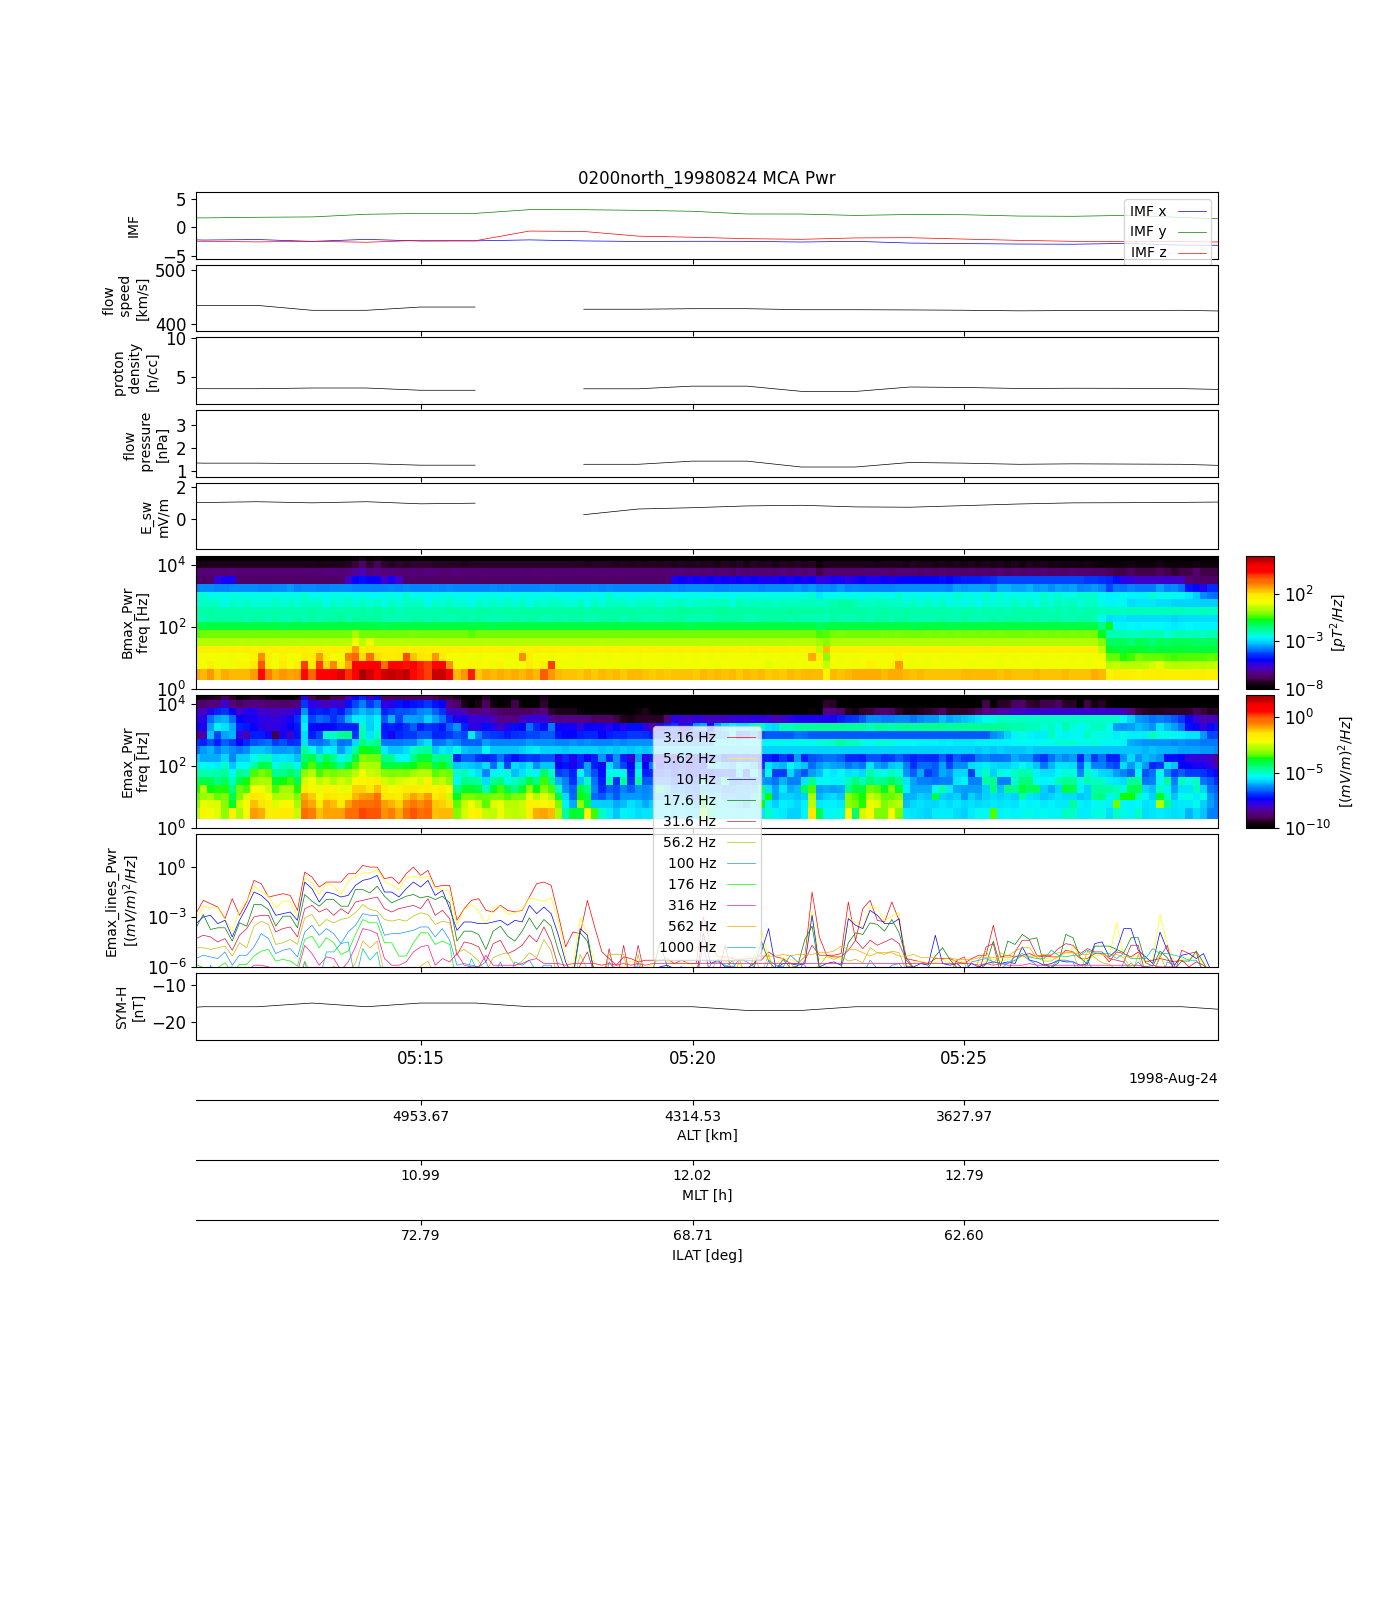 0200north_19980824 MCA Pwr
5
0
−5
IMF
IMF x
IMF y
IMF z
500
400
flow
speed
[km/s]
10
5
proton
density
[n/cc]
3
2
1
flow
pressure
[nPa]
2
0
E_sw
mV/m
10^4
10^2
10^0
Bmax_Pwr
freq [Hz]
10^2
10^−3
10^−8
[pT^2/Hz]
10^4
10^2
10^0
Emax_Pwr
freq [Hz]
10^0
10^−5
10^−10
[(mV/m)^2/Hz]
3.16 Hz
5.62 Hz
10 Hz
17.6 Hz
31.6 Hz
56.2 Hz
100 Hz
176 Hz
316 Hz
562 Hz
1000 Hz
10^0
10^−3
10^−6
Emax_lines_Pwr
[(mV/m)^2/Hz]
−10
−20
SYM-H
[nT]
05:15 05:20 05:25
1998-Aug-24
4953.67 4314.53 3627.97
ALT [km]
10.99 12.02 12.79
MLT [h]
72.79 68.71 62.60
ILAT [deg]